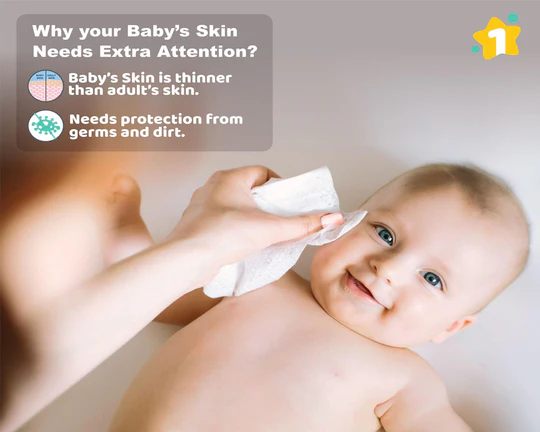 Why your Baby's Skin
Needs Extra Attention?
Baby's Skin is thinner
than adult's skin.
Needs protection from
germs and dirt.
1